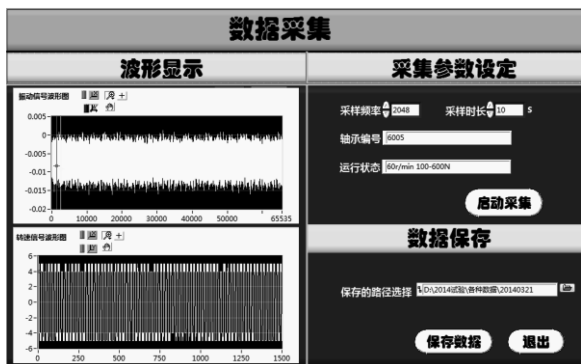 数据采集
波形显示
采集参数设定
振动信号波形图
0.005
0
-0.005
-0.01
-0.015
-0.02
0 10000 20000 30000 40000 50000 65535
转速信号波形图
6
4
2
0
-2
-4
-6
0 250 500 750 1000 1250 1500
采样频率 2048 采样时长 10 s
轴承编号 6005
运行状态 60r/min 100-600N
启动采集
数据保存
保存的路径选择 D:\2014试验\各种数据\20140321
保存数据 退出